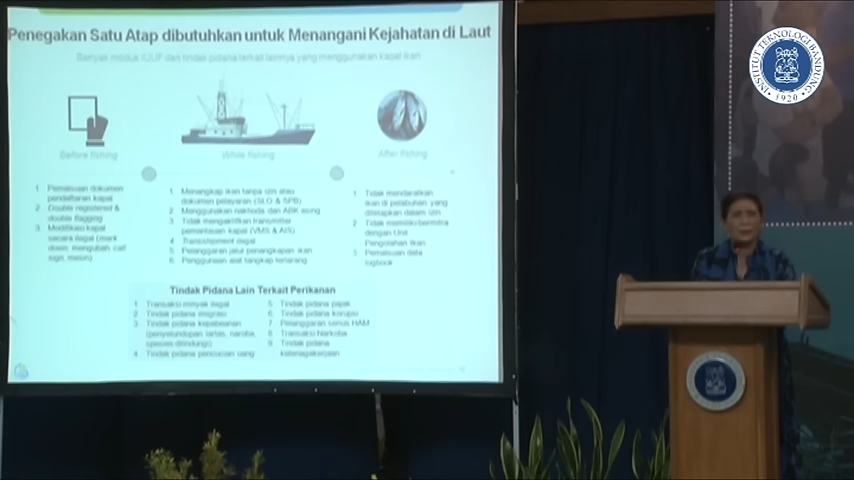 Penegakan Satu Atap dibutuhkan untuk Menangani Kejahatan di Laut
Banyak modus IUUF dan tindak pidana terkait lainnya yang menggunakan kapal ikan
Before fishing
While fishing
After fishing
1 Pemalsuan dokumen
pendaftaran kapal
2 Double registered &
double flagging
3 Modifikasi kapal
secara ilegal (mark
down, mengubah call
sign, mesin)
1 Menangkap ikan tanpa izin atau
dokumen pelayaran (SLO & SPB)
2 Menggunakan nakhoda dan ABK asing
3 Tidak mengaktifkan transmitter
pemantauan kapal (VMS & AIS)
4 Transshipment ilegal
5 Pelanggaran jalur penangkapan ikan
6 Penggunaan alat tangkap terlarang
1 Tidak mendaratkan
ikan di pelabuhan yang
ditetapkan dalam izin
2 Tidak memiliki/bermitra
dengan Unit
Pengolahan Ikan
3 Pemalsuan data
logbook
Tindak Pidana Lain Terkait Perikanan
1 Transaksi minyak ilegal
2 Tindak pidana imigrasi
3 Tindak pidana kepabeanan
(penyelundupan
spesies dilindungi)
4 Tindak pidana pencucian uang
5 Tindak pidana pajak
6 Tindak pidana korupsi
7 Pelanggaran serius HAM
8 Transaksi Narkoba
9 Tindak pidana
ketenagakerjaan
INSTITUT TEKNOLOGI BANDUNG
1920